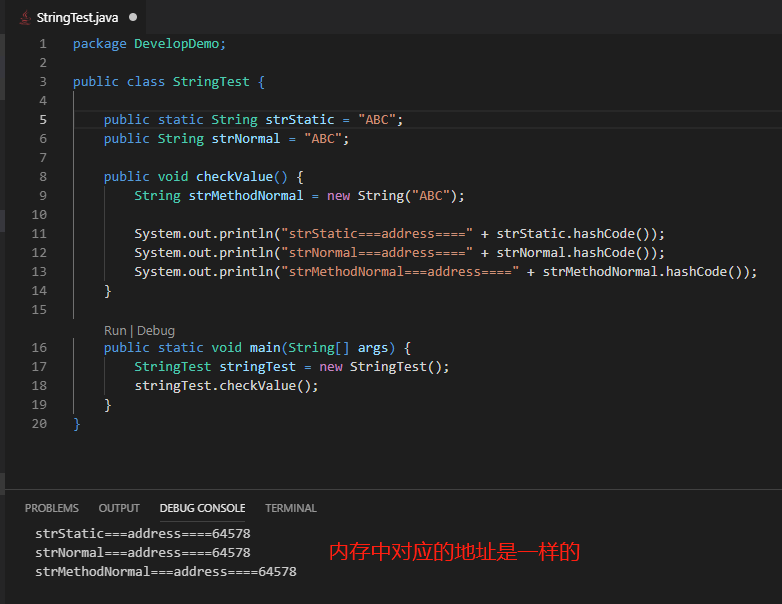 StringTest.java
1 package DevelopDemo;
2
3 public class StringTest {
4
5 public static String strStatic = "ABC";
6 public String strNormal = "ABC";
7
8 public void checkValue() {
9 String strMethodNormal = new String("ABC");
10
11 System.out.println("strStatic===address====" + strStatic.hashCode());
12 System.out.println("strNormal===address====" + strNormal.hashCode());
13 System.out.println("strMethodNormal===address====" + strMethodNormal.hashCode());
14 }
15
Run | Debug
16 public static void main(String[] args) {
17 StringTest stringTest = new StringTest();
18 stringTest.checkValue();
19 }
20 }
PROBLEMS OUTPUT DEBUG CONSOLE TERMINAL
strStatic===address====64578
strNormal===address====64578
内存中对应的地址是一样的
strMethodNormal===address====64578